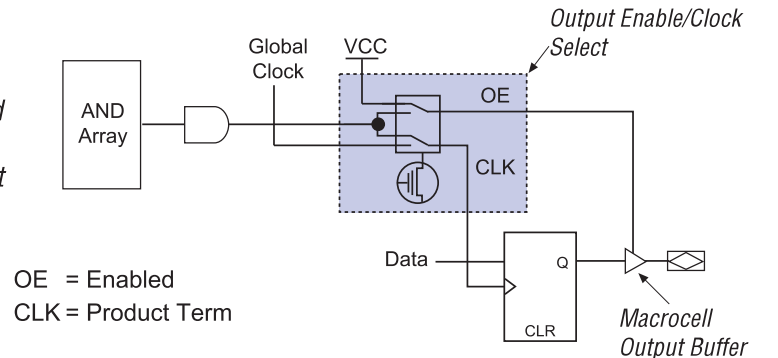 Output Enable/Clock
Select
Global
Clock
VCC
AND
Array
OE
CLK
Data
Q
CLR
OE = Enabled
CLK = Product Term
Macrocell
Output Buffer